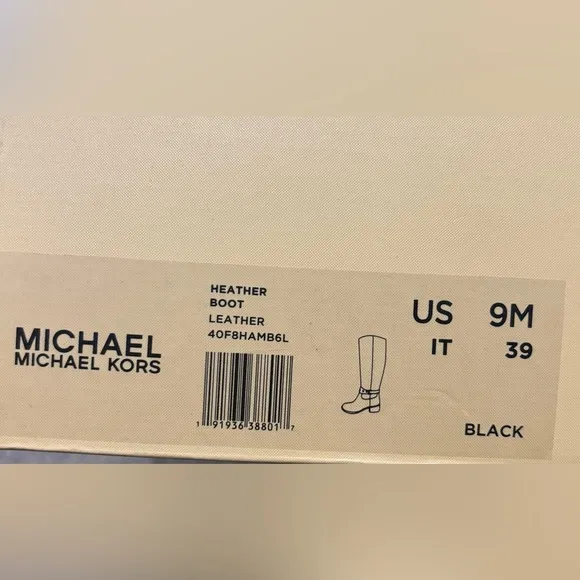 MICHAEL
MICHAEL KORS
HEATHER
BOOT
LEATHER
40F8HAMB6L
1 91936 38801 7
US 9M
IT 39
BLACK